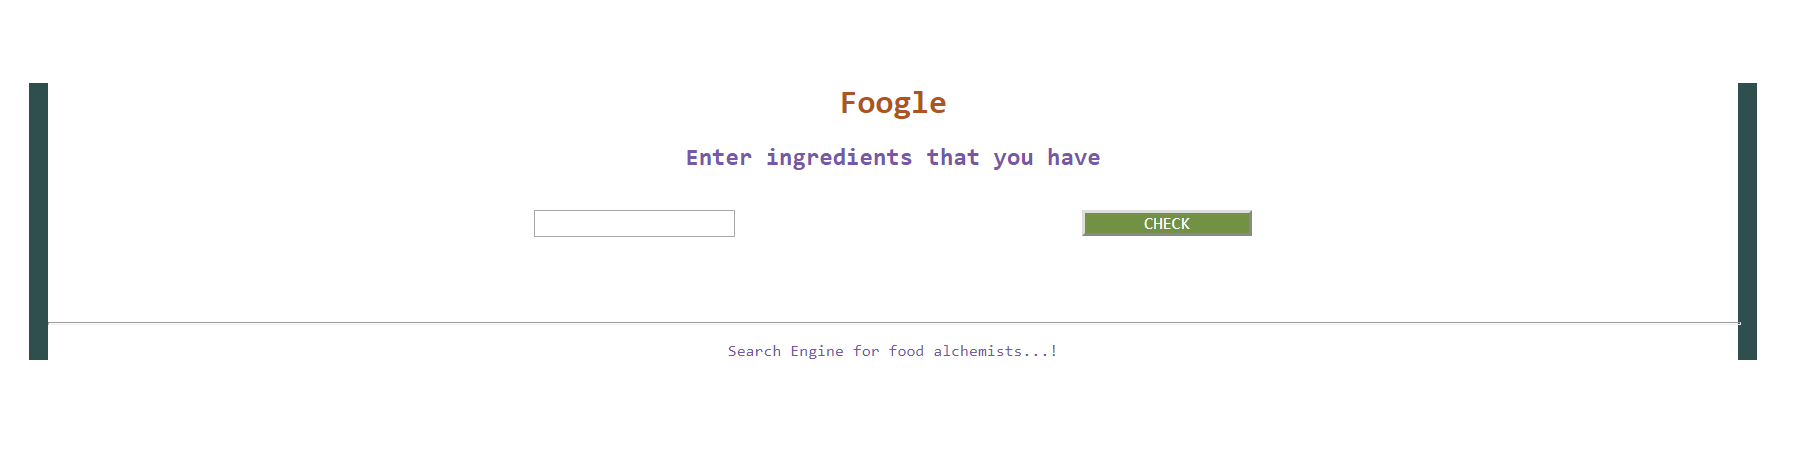 Foogle
Enter ingredients that you have
CHECK
Search Engine for food alchemists...!